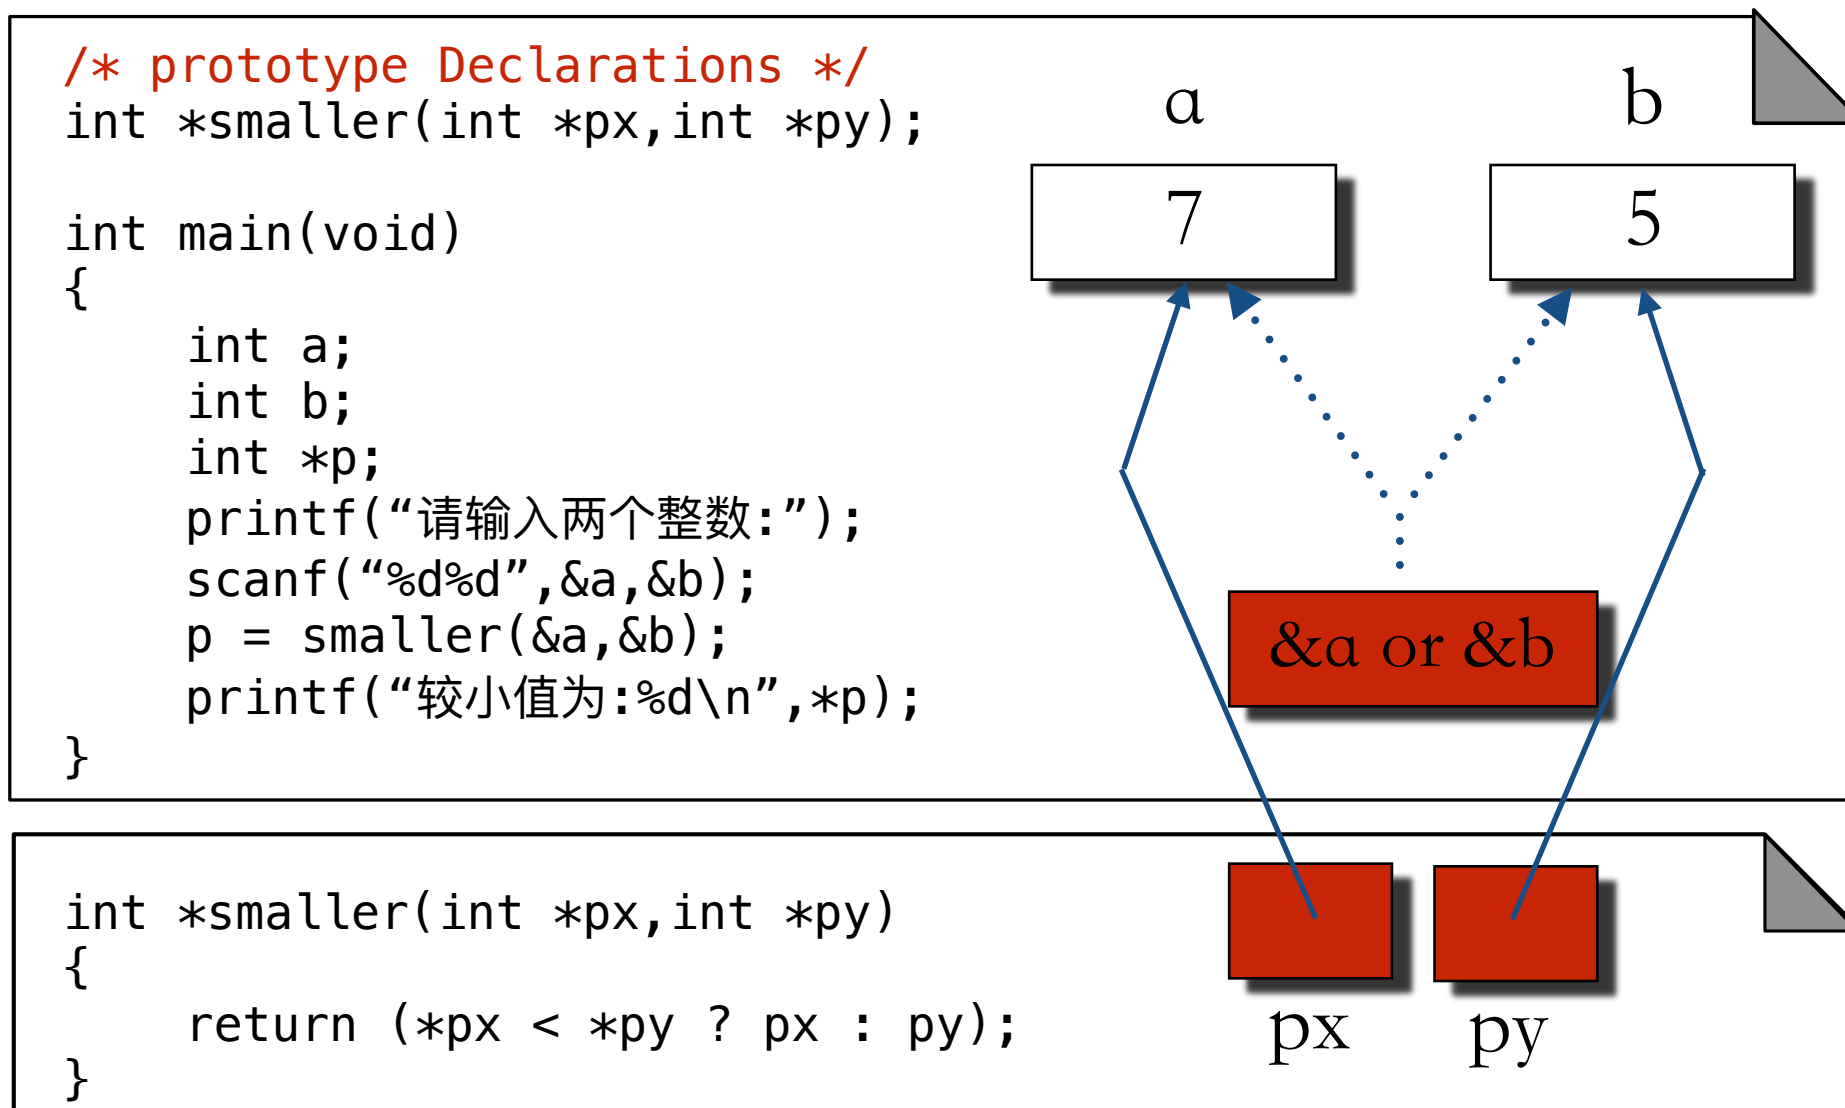 /* prototype Declarations */
int *smaller(int *px,int *py);
int main(void)
{
int a;
int b;
int *p;
printf(“请输入两个整数:”);
scanf(“%d%d”,&a,&b);
p = smaller(&a,&b);
printf(“较小值为:%d\n”,*p);
}
a
b
7
5
&a or &b
int *smaller(int *px,int *py)
{
return (*px < *py ? px : py);
}
px
py